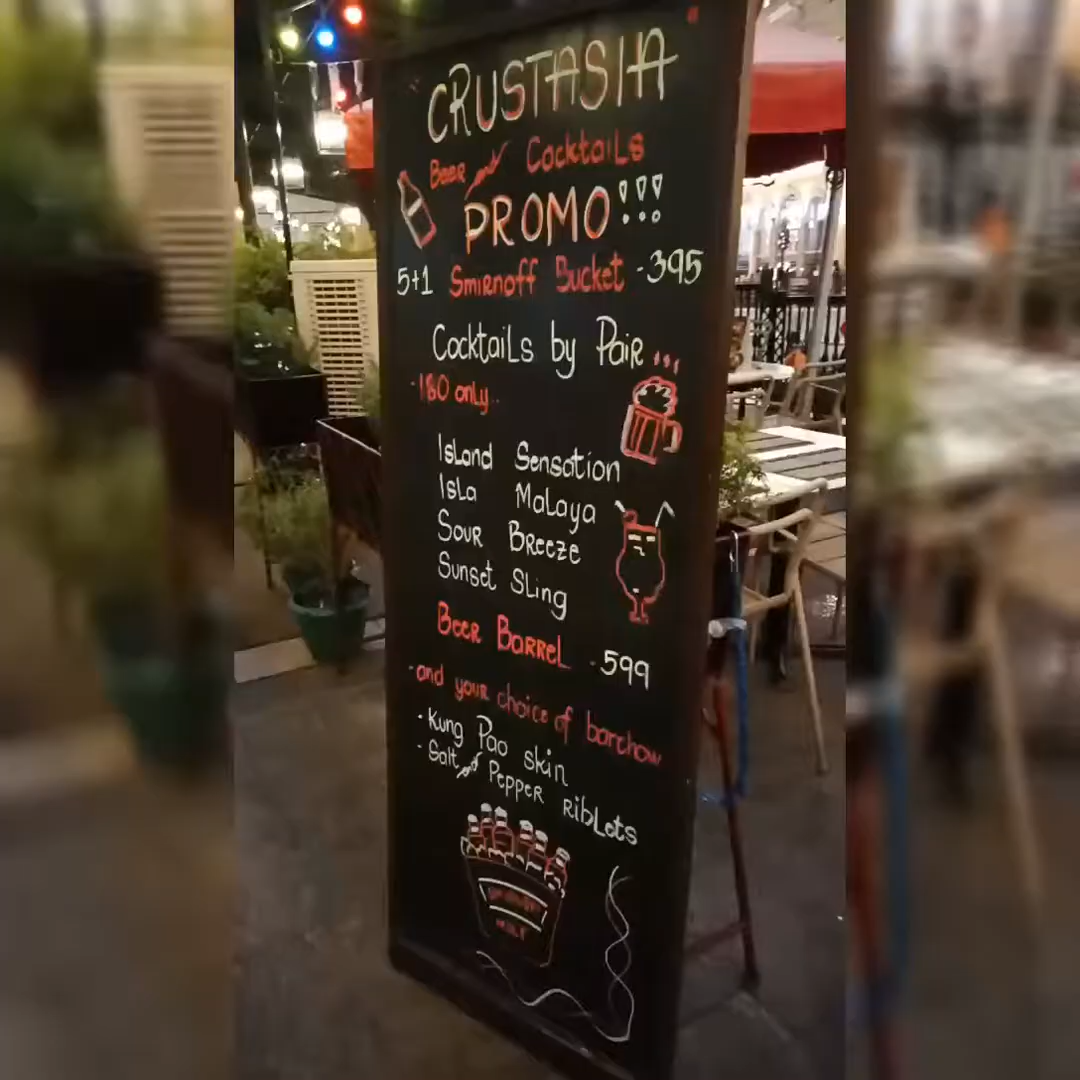 CRUSTASIA
Beer and Cocktails
PROMO!!!
5+1 Smirnoff Bucket -395
Cocktails by Pair...
-180 only..
Island Sensation
Isla Malaya
Sour Breeze
Sunset Sling
Beer Barrel -599
-and your choice of barchow
-Kung Pao skin
-Salt and Pepper riblets